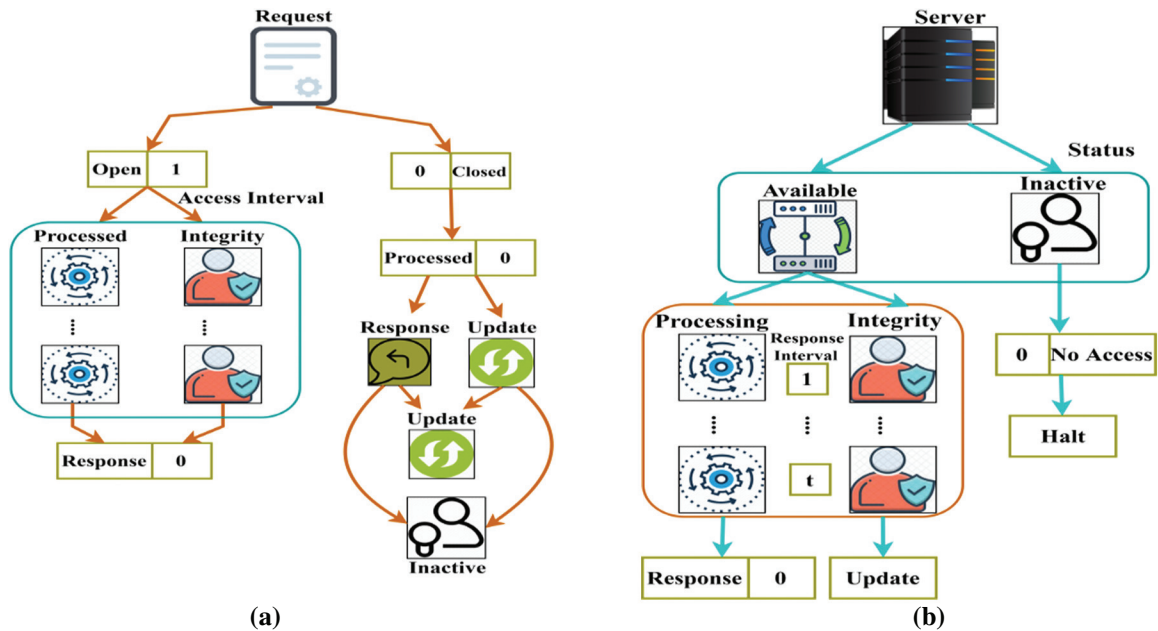 Request
Open 1
0 Closed
Access Interval
Processed Integrity
Processed 0
Response Update
Update
Response 0
Inactive
(a)
Server
Status
Available
Inactive
Processing
Response
Interval
Integrity
1
0 No Access
Halt
t
Response 0
Update
(b)